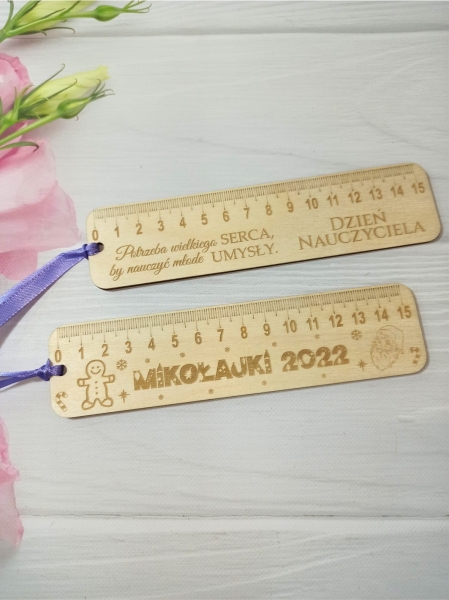 0 1 2 3 4 5 6 7 8 9 10 11 12 13 14 15
Potrzeba wielkiego SERCA,
by nauczyć młode UMYSŁY.
DZIEŃ
NAUCZYCIELA
0 1 2 3 4 5 6 7 8 9 10 11 12 13 14 15
MIKOŁAJKI 2022